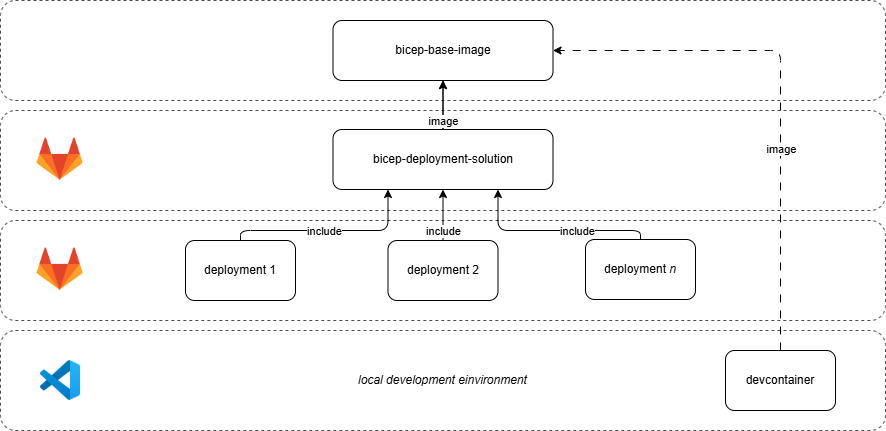 bicep-base-image
image
bicep-deployment-solution
image
include
include
include
deployment 1
deployment 2
deployment n
local development einvironment
devcontainer